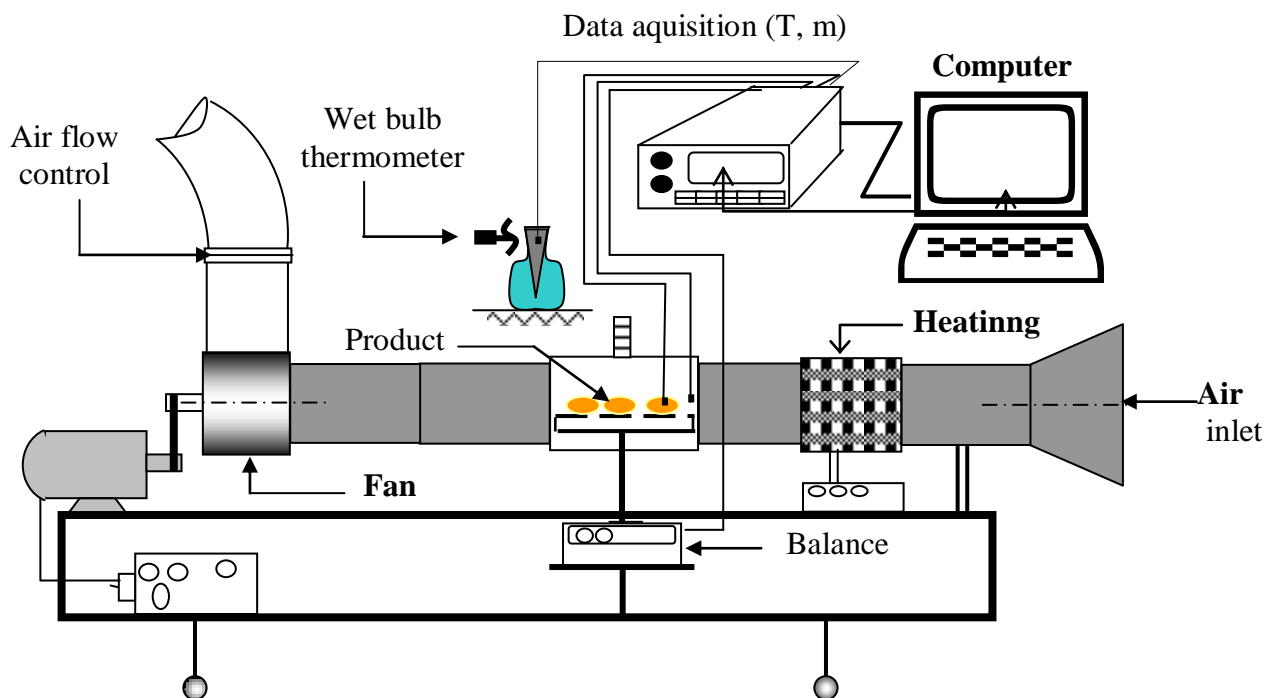 Data aquisition (T, m)
Computer
Wet bulb
thermometer
Air flow
control
Heatinng
Product
Air
inlet
Fan
Balance